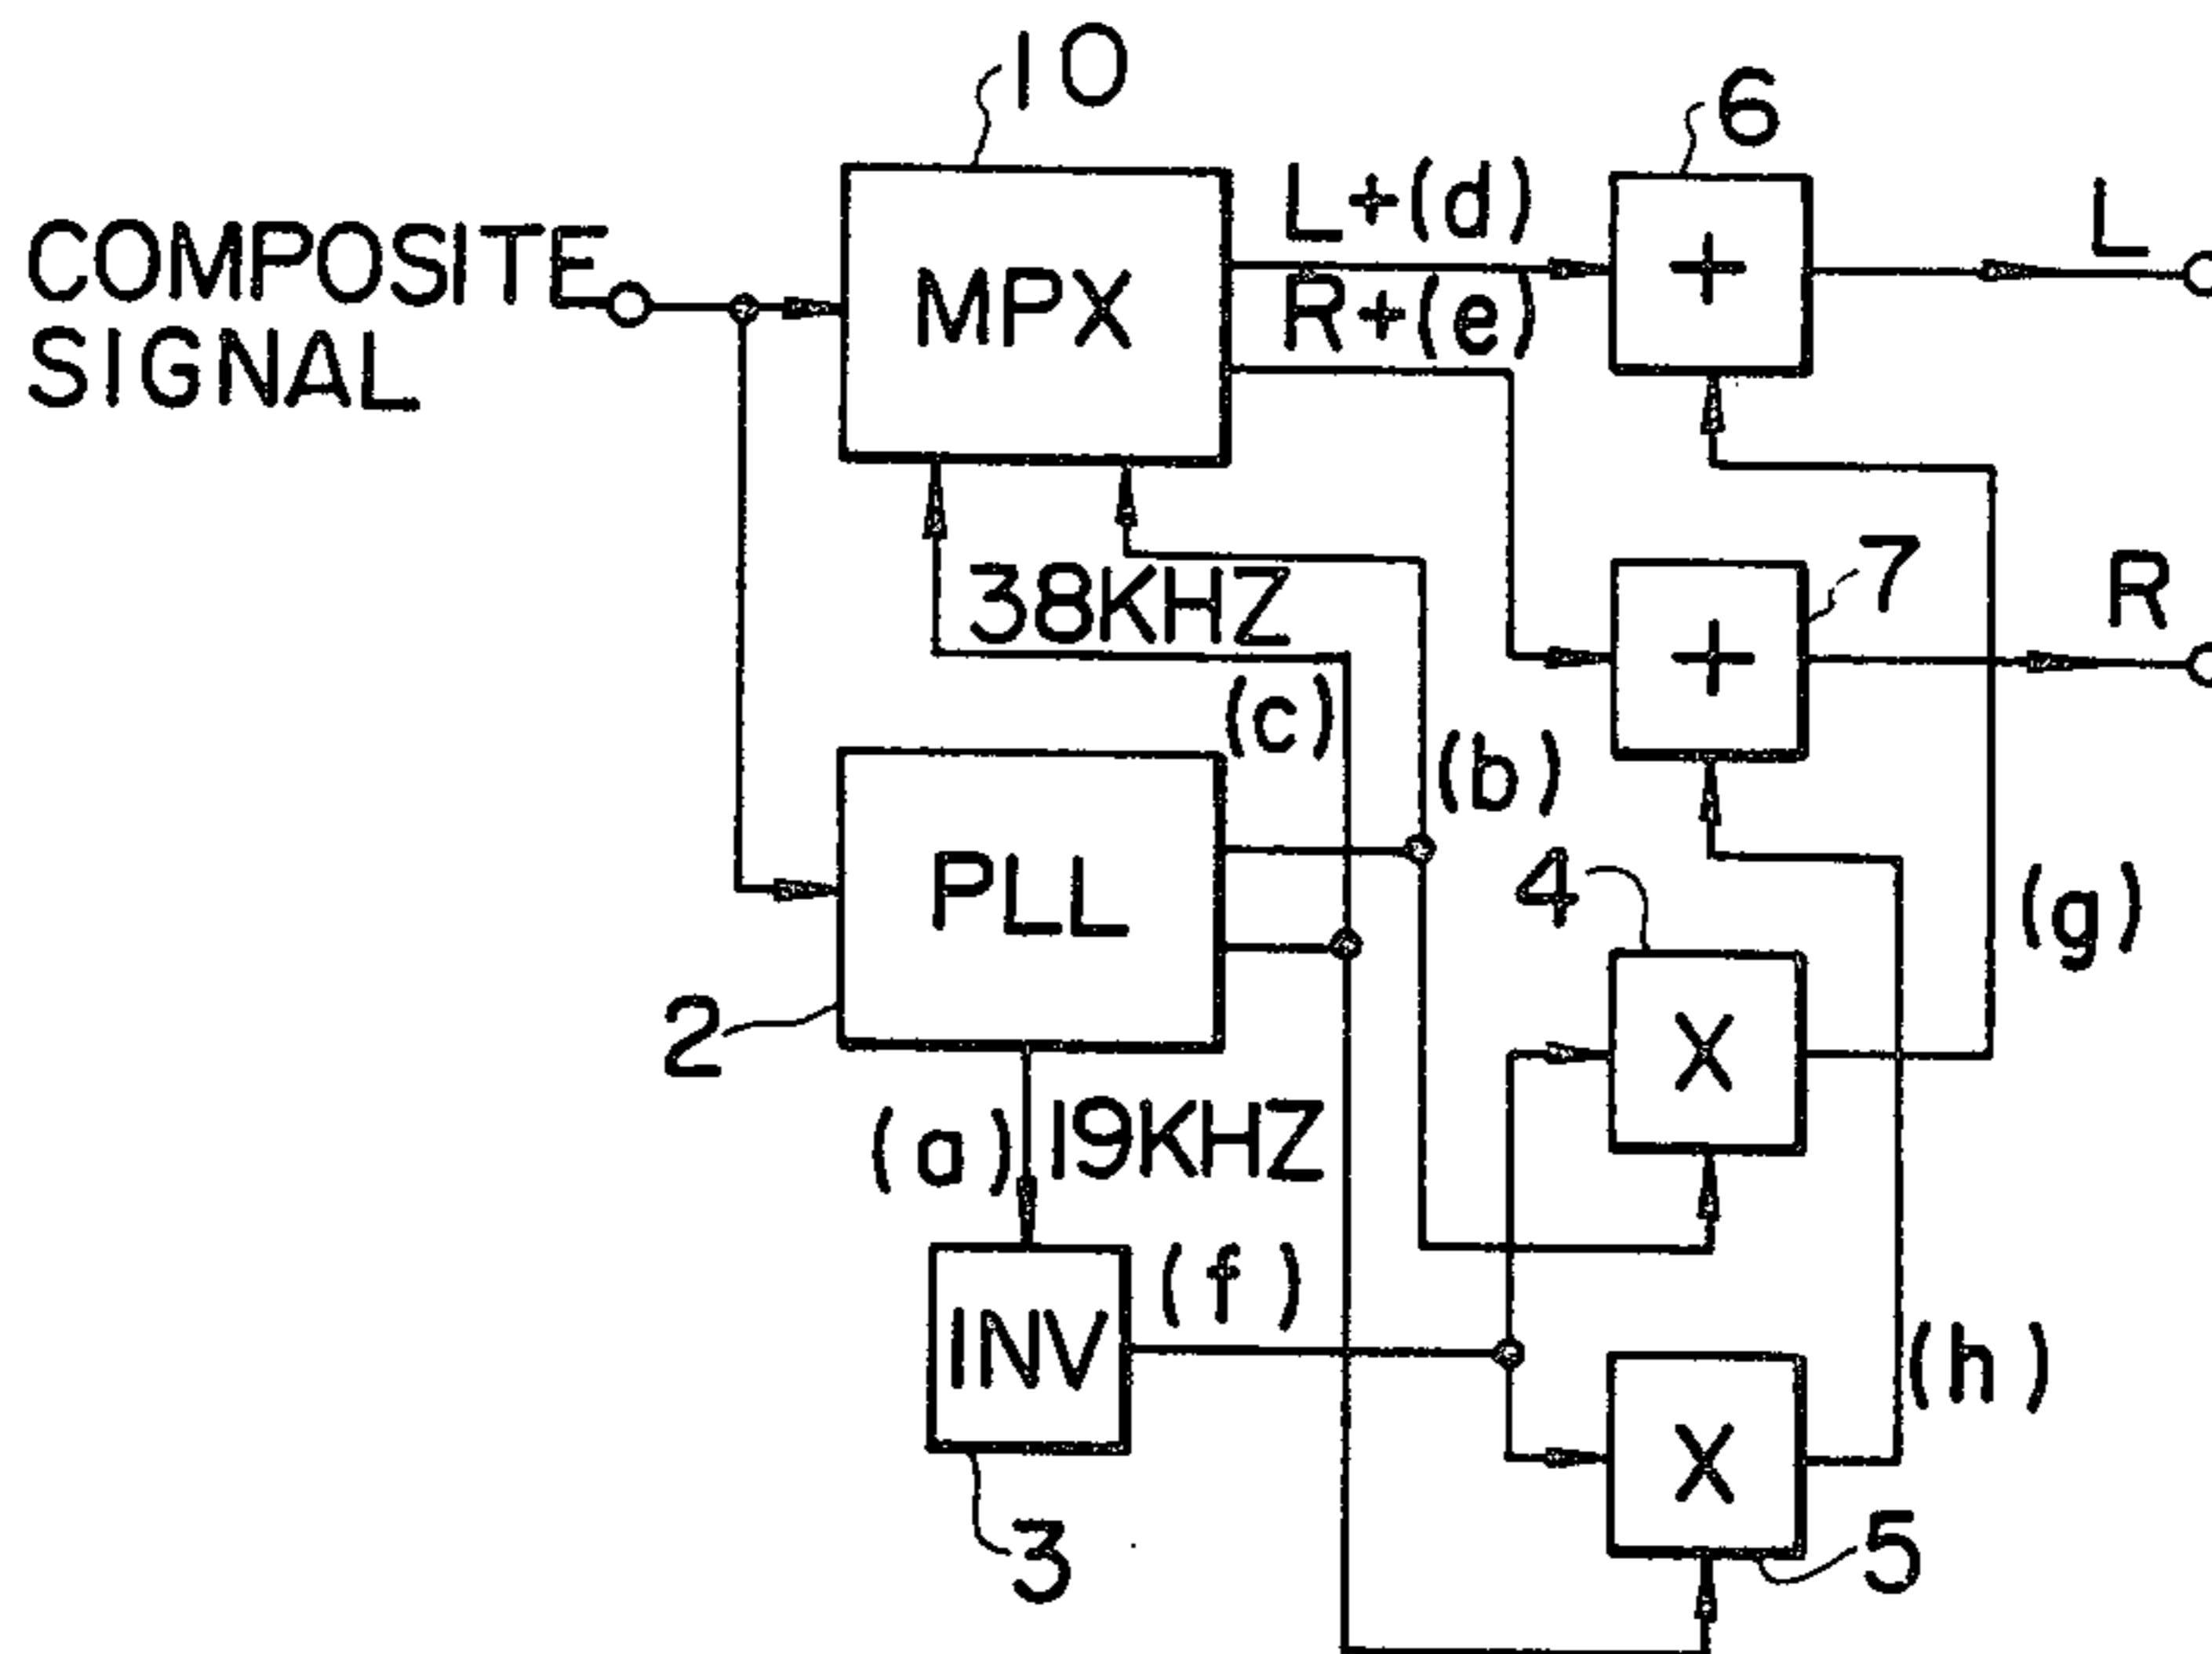 10
6
COMPOSITE
SIGNAL
MPX
L+(d)
R+(e)
+
L
38KHZ
7
+
R
(c)
(b)
PLL
2
4
X
(g)
(a)
19KHZ
INV
(f)
3
X
(h)
5